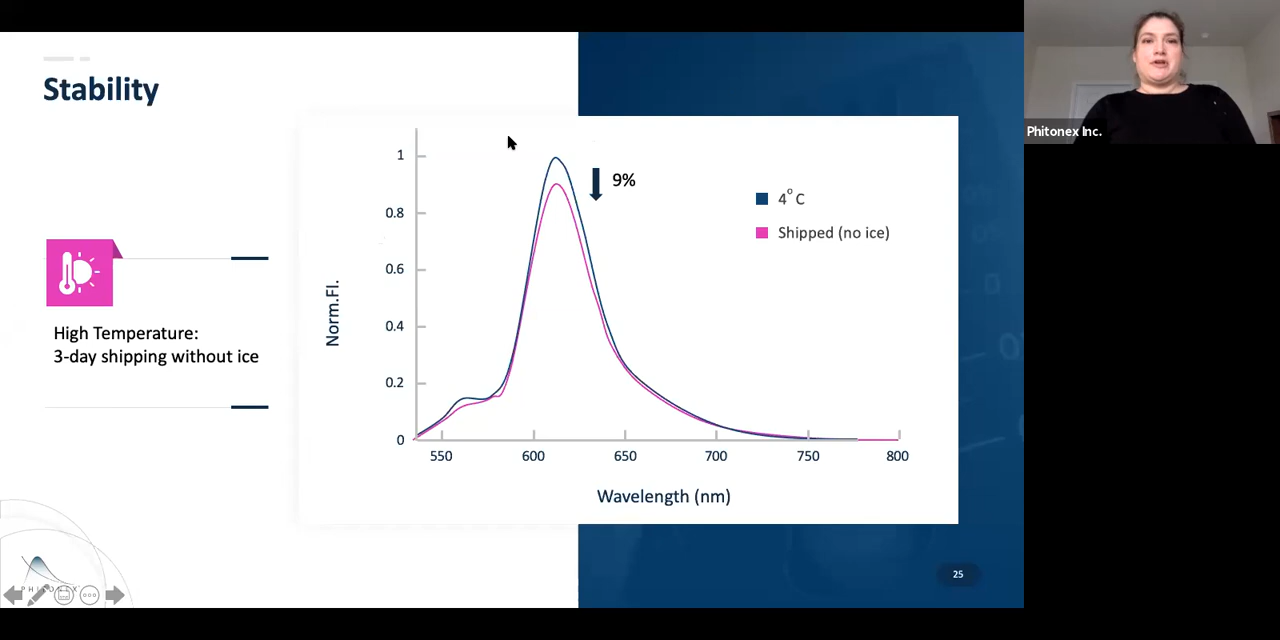 Stability
High Temperature:
3-day shipping without ice
Norm.Fl.
1
0.8
0.6
0.4
0.2
0
550
600
650
700
750
800
Wavelength (nm)
9%
4° C
Shipped (no ice)
25
Phitonex Inc.